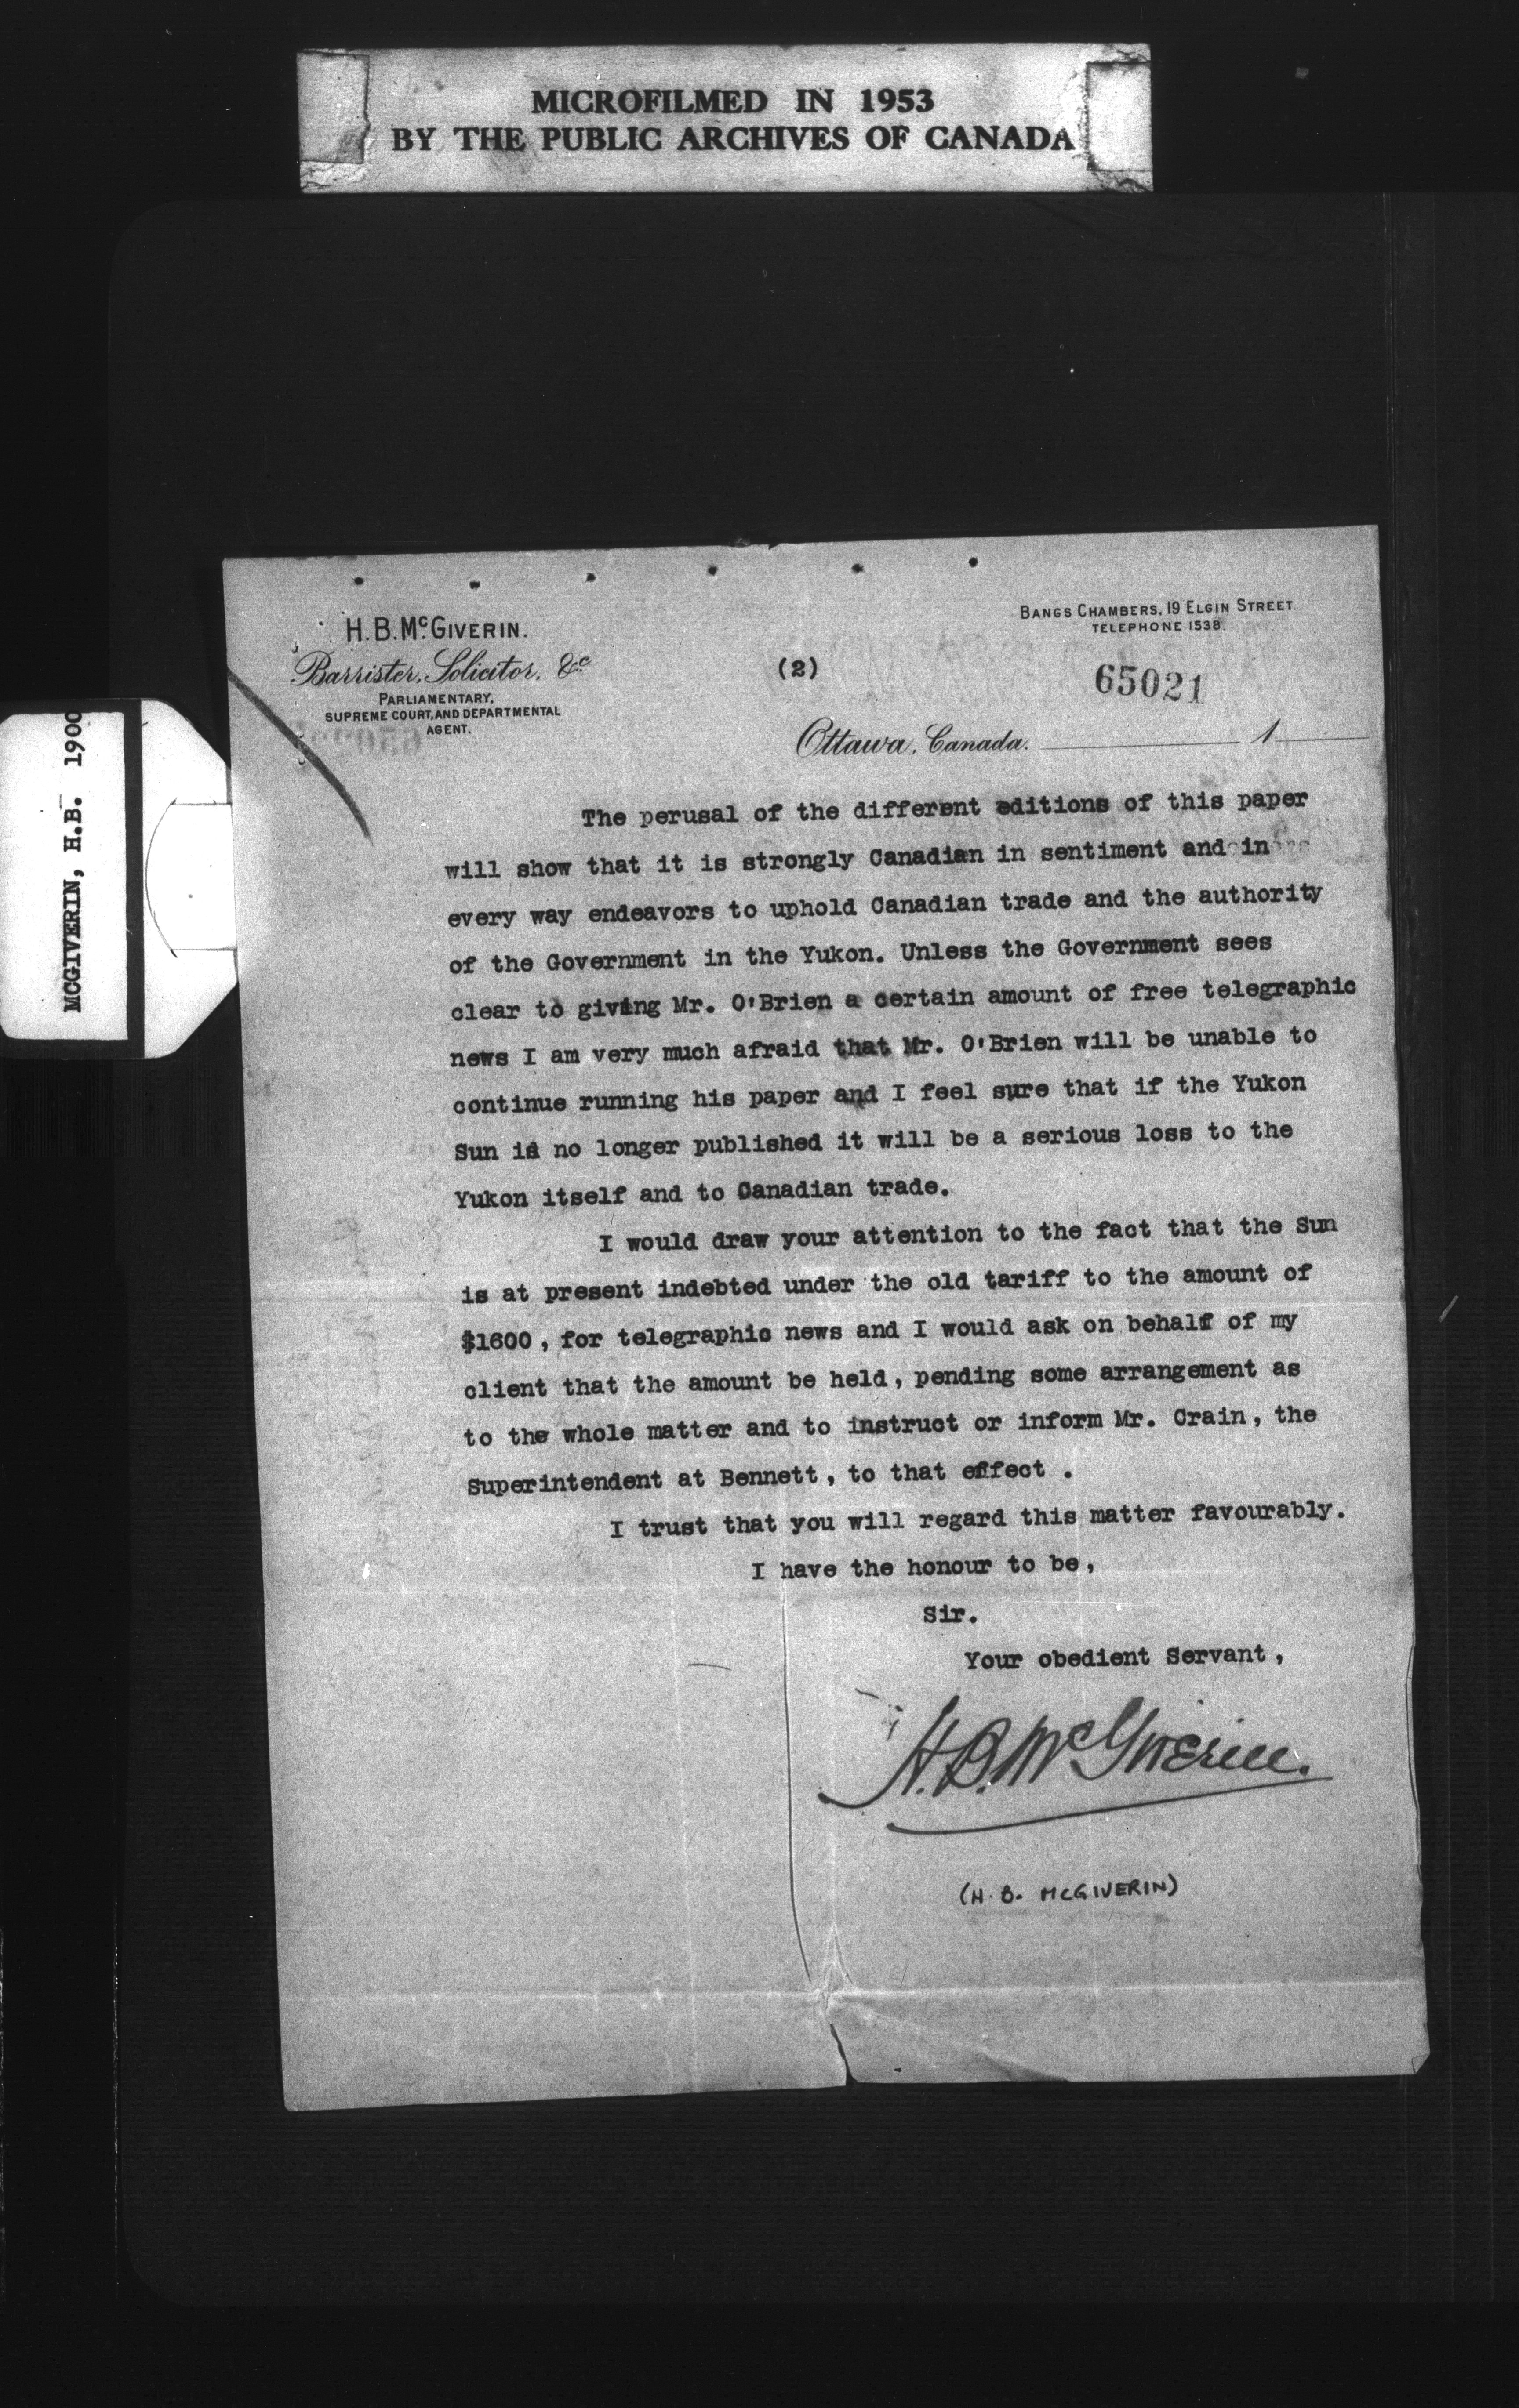 MICROFILMED IN 1953
BY THE PUBLIC ARCHIVES OF CANADA
MCGIVERIN, H.B. 1900
H. B. McGIVERIN.
Barrister, Solicitor, &c
PARLIAMENTARY,
SUPREME COURT, AND DEPARTMENTAL
AGENT.
BANGS CHAMBERS, 19 ELGIN STREET.
TELEPHONE 1538.
(2)
65021
Ottawa, Canada. 1
The perusal of the different editions of this paper
will show that it is strongly Canadian in sentiment and in
every way endeavors to uphold Canadian trade and the authority
of the Government in the Yukon. Unless the Government sees
clear to giving Mr. O'Brien a certain amount of free telegraphic
news I am very much afraid that Mr. O'Brien will be unable to
continue running his paper and I feel sure that if the Yukon
Sun is no longer published it will be a serious loss to the
Yukon itself and to Canadian trade.
I would draw your attention to the fact that the Sun
is at present indebted under the old tariff to the amount of
$1600, for telegraphic news and I would ask on behalf of my
client that the amount be held, pending some arrangement as
to the whole matter and to instruct or inform Mr. Crain, the
Superintendent at Bennett, to that effect .
I trust that you will regard this matter favourably.
I have the honour to be,
Sir.
Your obedient Servant,
H. B. McGiverin.
(H. B. McGIVERIN)